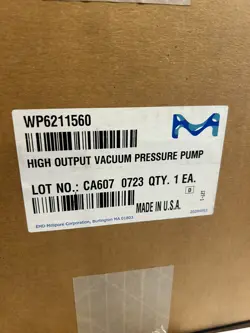 WP6211560
HIGH OUTPUT VACUUM PRESSURE PUMP
LOT NO.: CA607 0723 QTY. 1 EA.
D
MADE IN U.S.A.
EMD Millipore Corporation, Burlington MA 01803